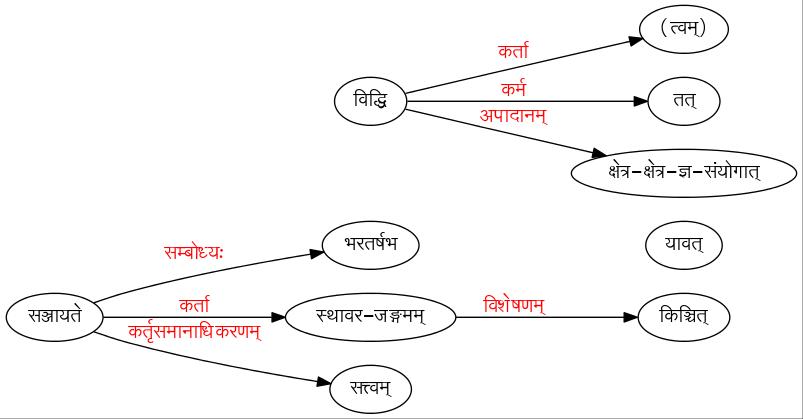 (त्वम्)
कर्ता
विद्धि
कर्म
तत्
अपादानम्
क्षेत्र-क्षेत्र-ज्ञ-संयोगात्
सम्बोध्यः
भरतर्षभ
यावत्
सञ्जायते
कर्ता
स्थावर-जङ्गमम्
विशेषणम्
किञ्चित्
कर्तृसमानाधिकरणम्
सत्त्वम्